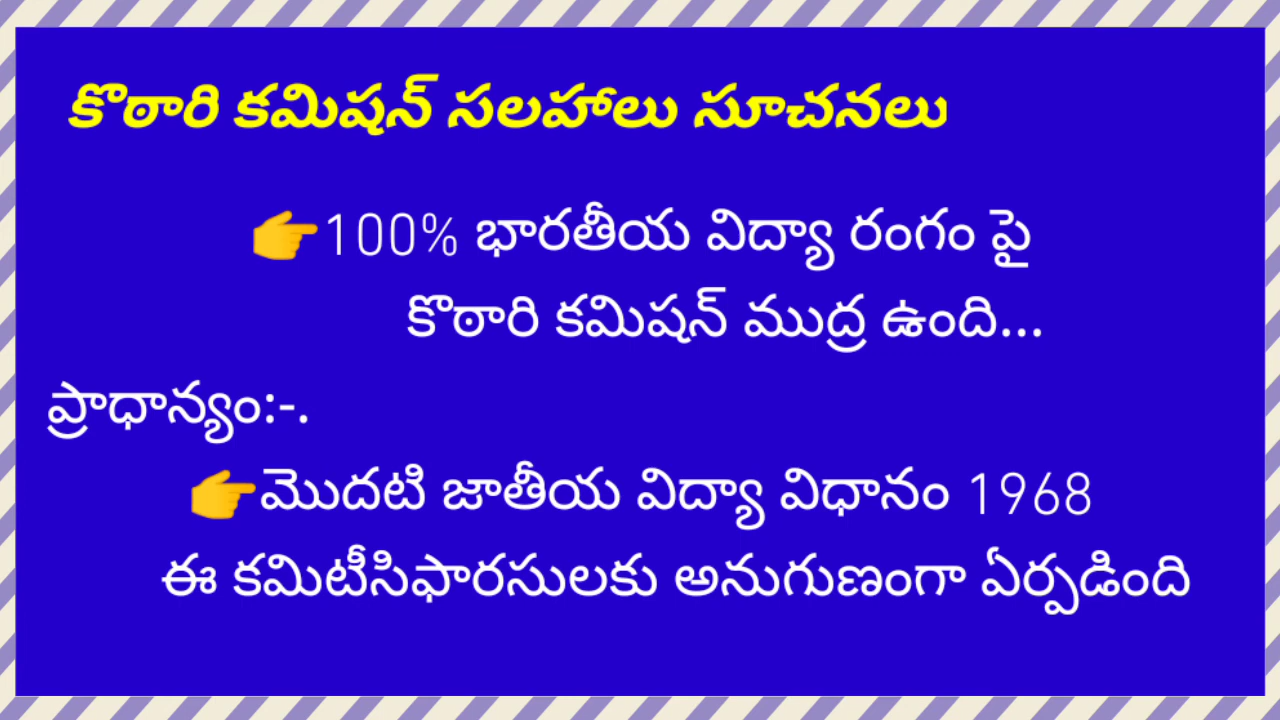 కొఠారి కమిషన్ సలహాలు సూచనలు
👉100% భారతీయ విద్యా రంగం పై
కొఠారి కమిషన్ ముద్ర ఉంది...
ప్రాధాన్యం:-.
👉మొదటి జాతీయ విద్యా విధానం 1968
ఈ కమిటీసిఫారసులకు అనుగుణంగా ఏర్పడింది